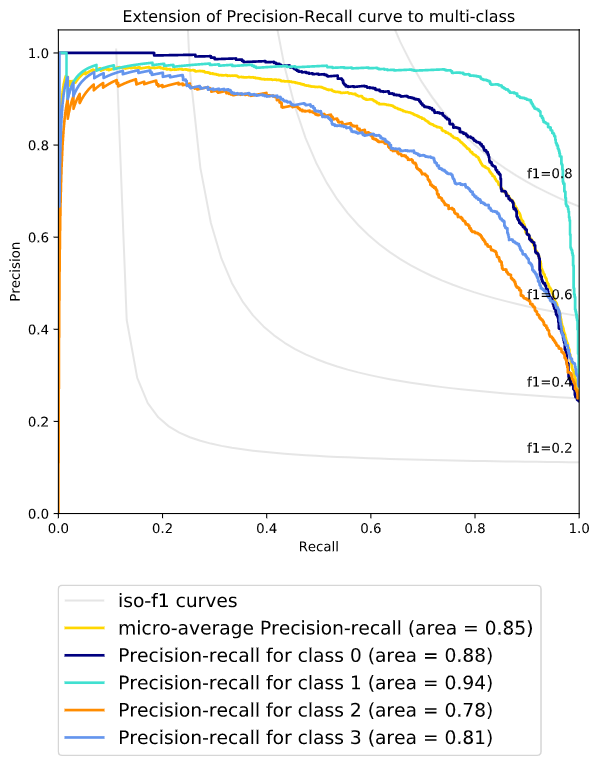 Extension of Precision-Recall curve to multi-class
1.0
0.8
0.6
0.4
0.2
0.0
Precision
f1=0.8
f1=0.6
f1=0.4
f1=0.2
0.0 0.2 0.4 0.6 0.8 1.0
Recall
iso-f1 curves
micro-average Precision-recall (area = 0.85)
Precision-recall for class 0 (area = 0.88)
Precision-recall for class 1 (area = 0.94)
Precision-recall for class 2 (area = 0.78)
Precision-recall for class 3 (area = 0.81)